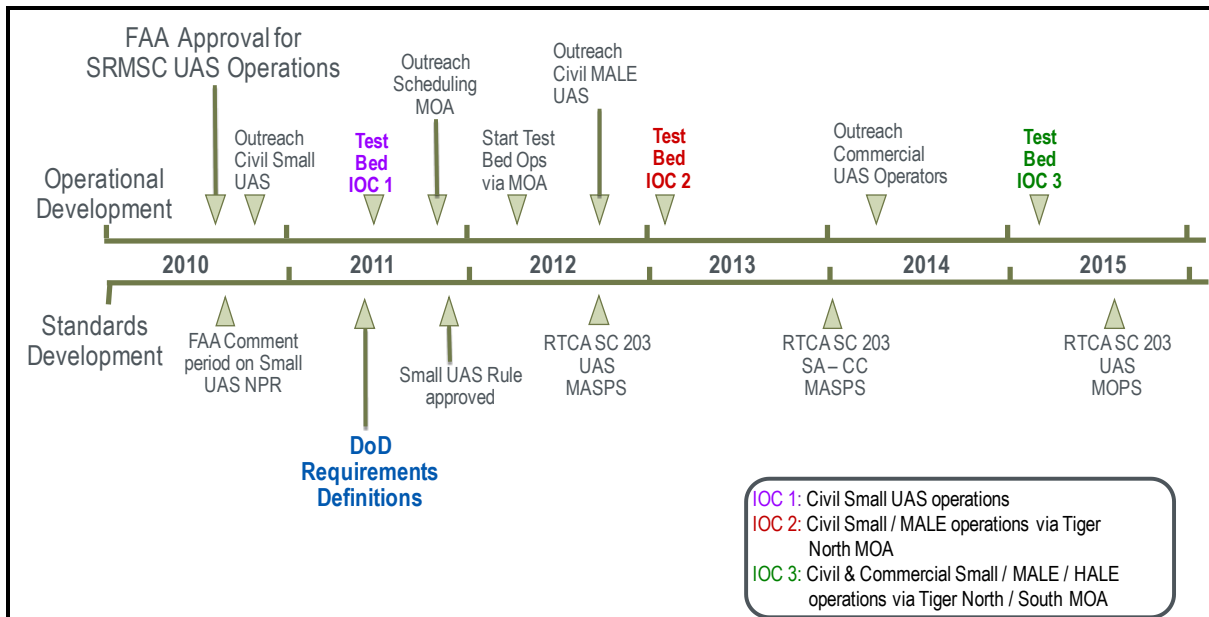 FAA Approval for
SRMSC UAS Operations
Outreach
Civil Small
UAS
Test
Bed
IOC 1
Outreach
Scheduling
MOA
Start Test
Bed Ops
via MOA
Outreach
Civil MALE
UAS
Test
Bed
IOC 2
Outreach
Commercial
UAS Operators
Test
Bed
IOC 3
Operational
Development
2010 2011 2012 2013 2014 2015
Standards
Development
FAA Comment
period on Small
UAS NPR
DoD
Requirements
Definitions
Small UAS Rule
approved
RTCA SC 203
UAS
MASPS
RTCA SC 203
SA – CC
MASPS
RTCA SC 203
UAS
MOPS
IOC 1: Civil Small UAS operations
IOC 2: Civil Small / MALE operations via Tiger
North MOA
IOC 3: Civil & Commercial Small / MALE / HALE
operations via Tiger North / South MOA